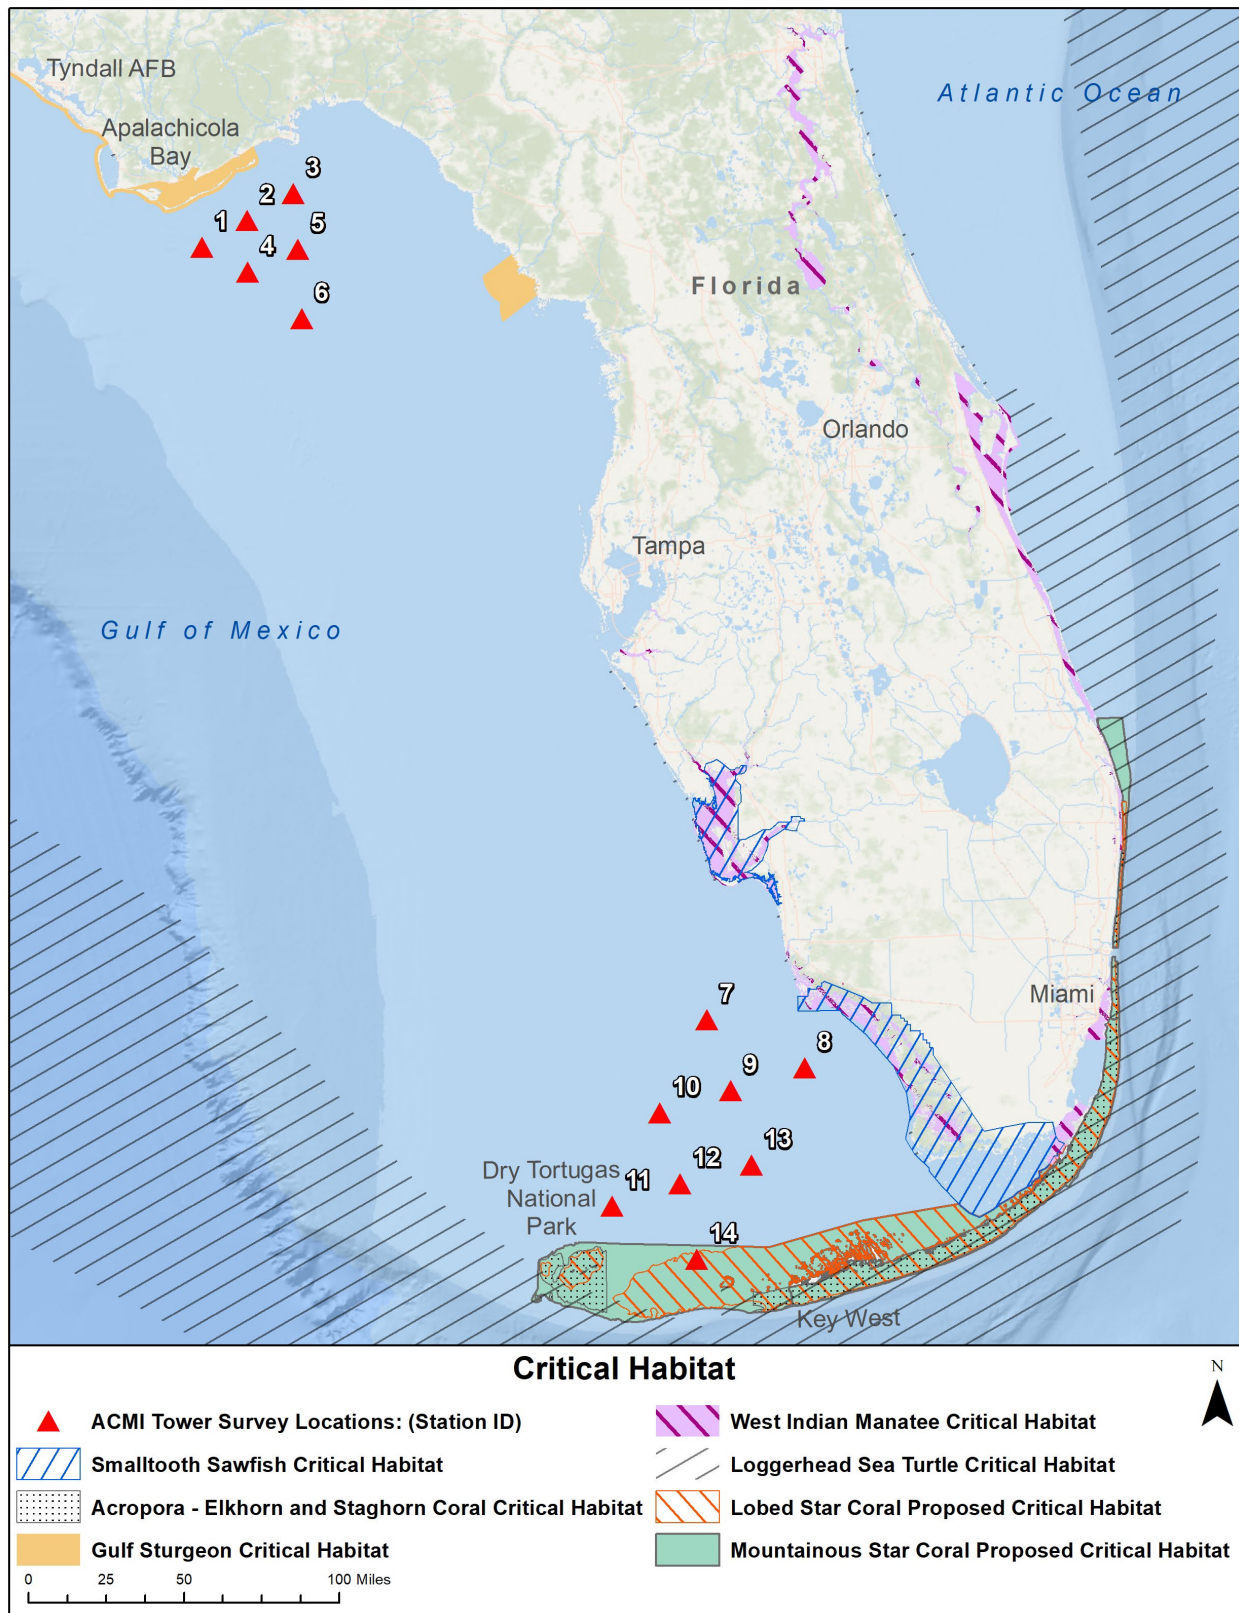 Tyndall AFB
Atlantic Ocean
Apalachicola
Bay
3
2
1
5
4
6
Florida
Orlando
Tampa
Gulf of Mexico
Miami
7
8
9
10
13
12
11
Dry Tortugas
National
Park
14
Key West
Critical Habitat
N
ACMI Tower Survey Locations: (Station ID)
Smalltooth Sawfish Critical Habitat
Acropora - Elkhorn and Staghorn Coral Critical Habitat
Gulf Sturgeon Critical Habitat
West Indian Manatee Critical Habitat
Loggerhead Sea Turtle Critical Habitat
Lobed Star Coral Proposed Critical Habitat
Mountainous Star Coral Proposed Critical Habitat
0 25 50 100 Miles